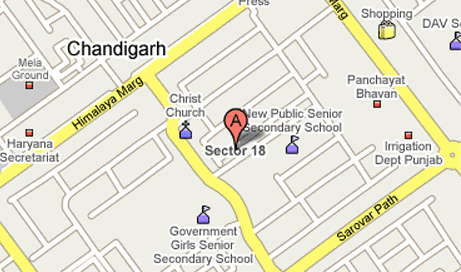 Press
Marg
Shopping
DAV S
Chandigarh
Mela
Ground
Himalaya Marg
Christ
Church
Panchayat
Bhavan
New Public Senior
Secondary School
A
Haryana
Secretariat
Sector 18
Irrigation
Dept Punjab
Sarovar Path
Government
Girls Senior
Secondary School